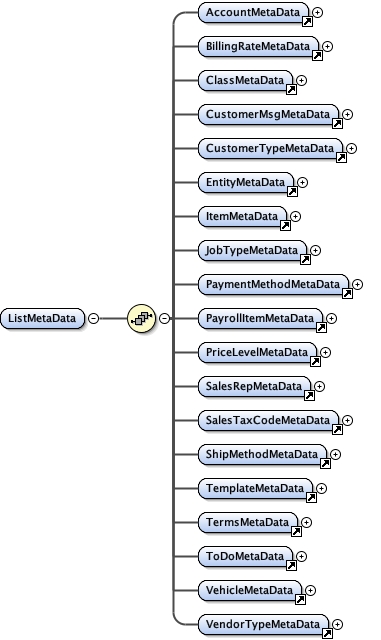 AccountMetaData
BillingRateMetaData
ClassMetaData
CustomerMsgMetaData
CustomerTypeMetaData
EntityMetaData
ItemMetaData
JobTypeMetaData
PaymentMethodMetaData
ListMetaData
PayrollItemMetaData
PriceLevelMetaData
SalesRepMetaData
SalesTaxCodeMetaData
ShipMethodMetaData
TemplateMetaData
TermsMetaData
ToDoMetaData
VehicleMetaData
VendorTypeMetaData